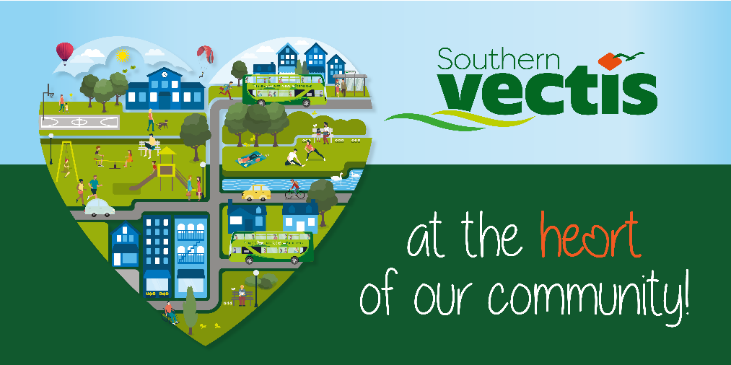 Southern
vectis
at the heart
of our community!